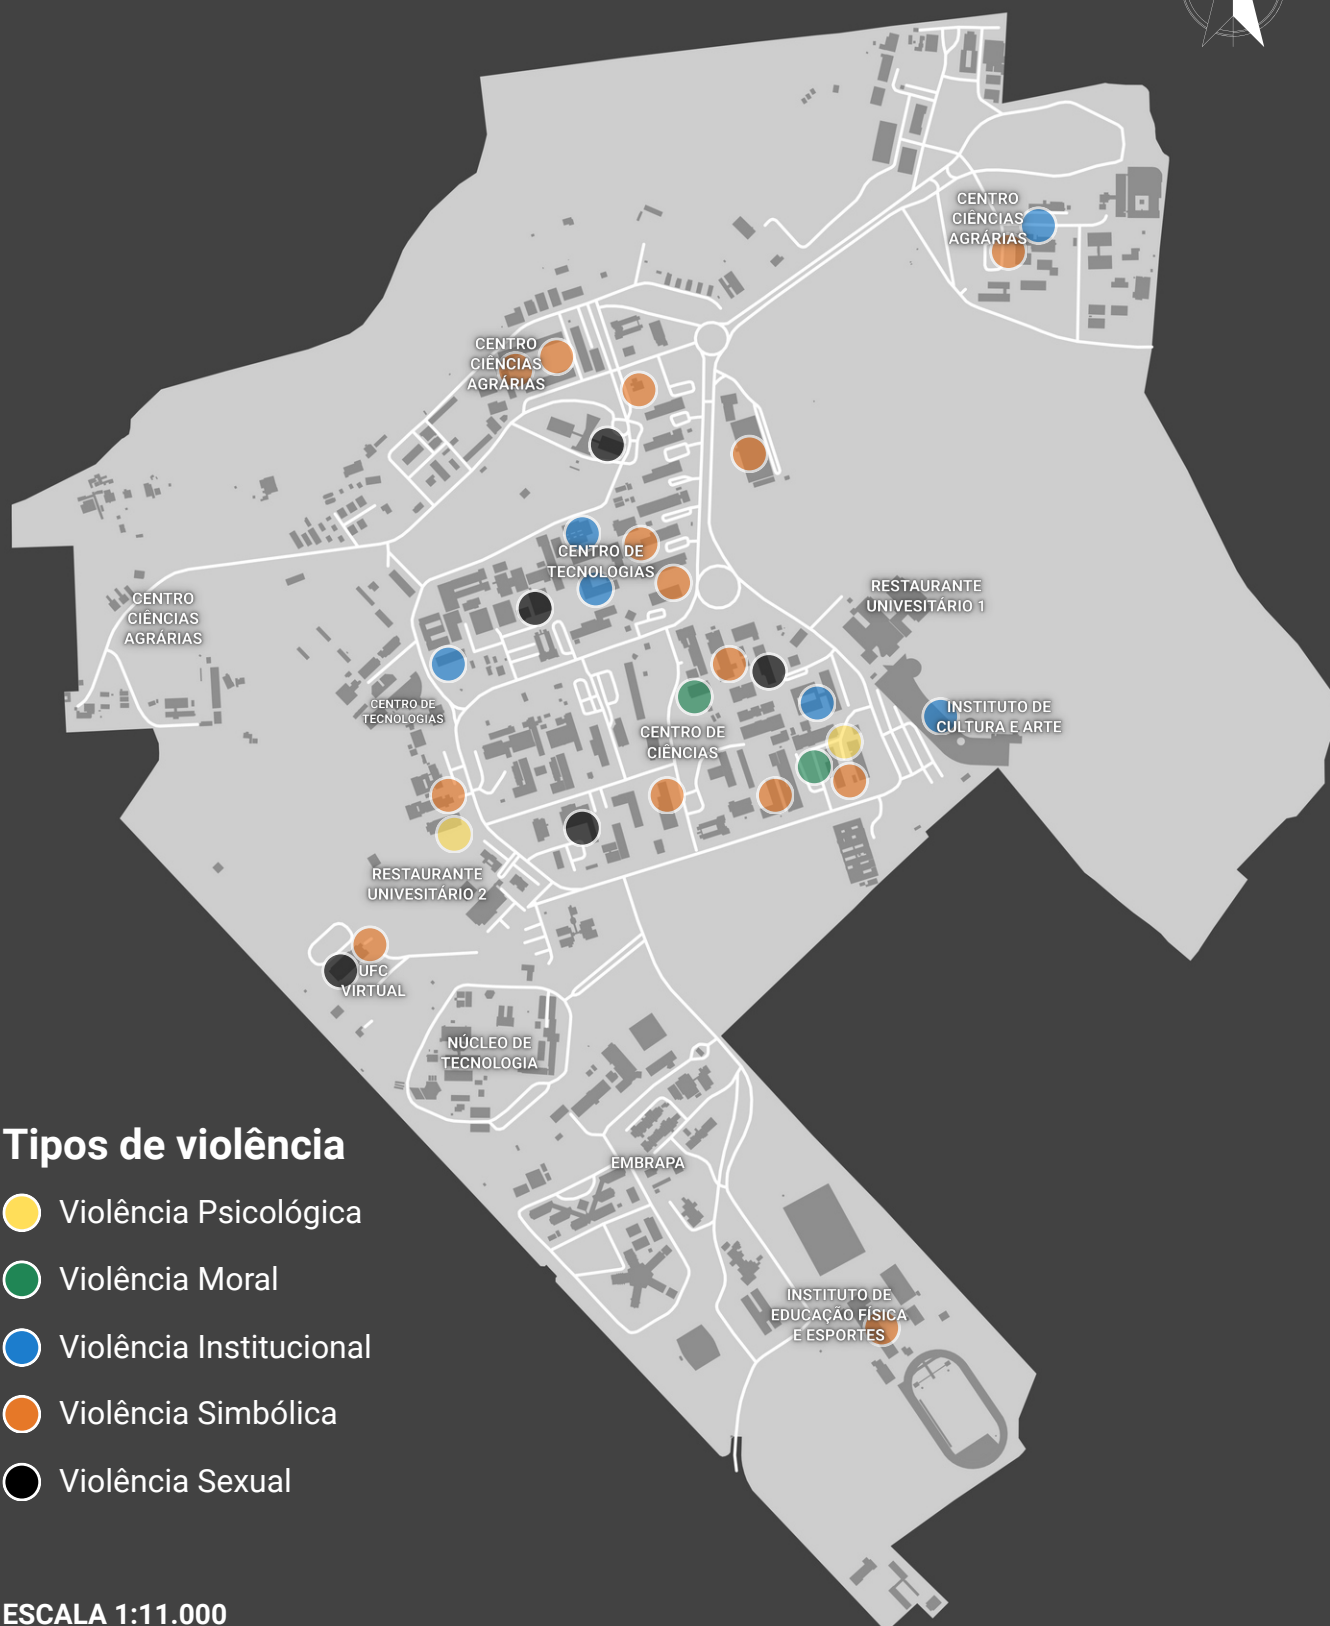 CENTRO
CIÊNCIAS
AGRÁRIAS
CENTRO
CIÊNCIAS
AGRÁRIAS
CENTRO DE
TECNOLOGIAS
RESTAURANTE
UNIVESITÁRIO 1
CENTRO
CIÊNCIAS
AGRÁRIAS
CENTRO DE
TECNOLOGIAS
INSTITUTO DE
CULTURA E ARTE
CENTRO DE
CIÊNCIAS
RESTAURANTE
UNIVESITÁRIO 2
UFC
VIRTUAL
NÚCLEO DE
TECNOLOGIA
EMBRAPA
INSTITUTO DE
EDUCAÇÃO FÍSICA
E ESPORTES
Tipos de violência
Violência Psicológica
Violência Moral
Violência Institucional
Violência Simbólica
Violência Sexual
ESCALA 1:11.000